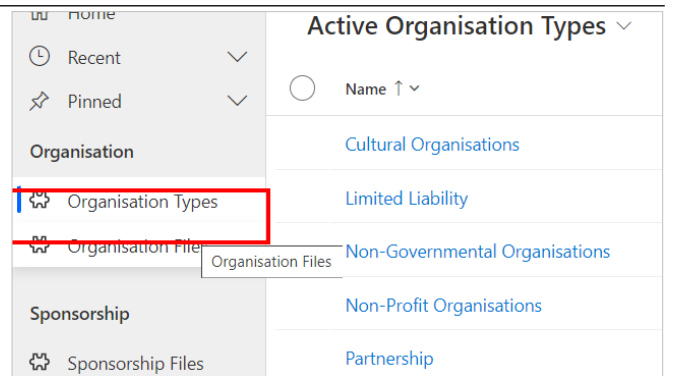 Home
Recent
Pinned
Organisation
Organisation Types
Organisation Files
Sponsorship
Sponsorship Files
Organisation Files
Active Organisation Types
Name ↑
Cultural Organisations
Limited Liability
Non-Governmental Organisations
Non-Profit Organisations
Partnership